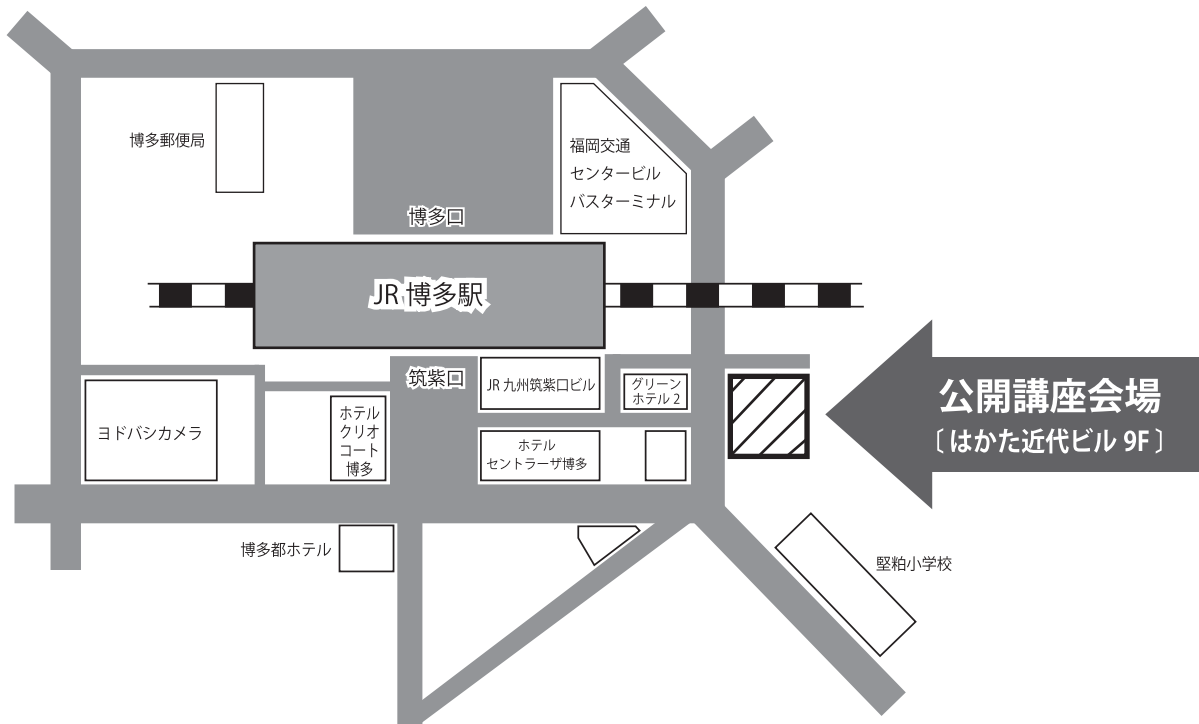 博多郵便局
福岡交通
センタービル
バスターミナル
博多口
JR 博多駅
筑紫口
JR 九州筑紫口ビル
グリーン
ホテル 2
ヨドバシカメラ
ホテル
クリオ
コート
博多
ホテル
セントラーザ博多
公開講座会場
〔はかた近代ビル 9F〕
博多都ホテル
堅粕小学校